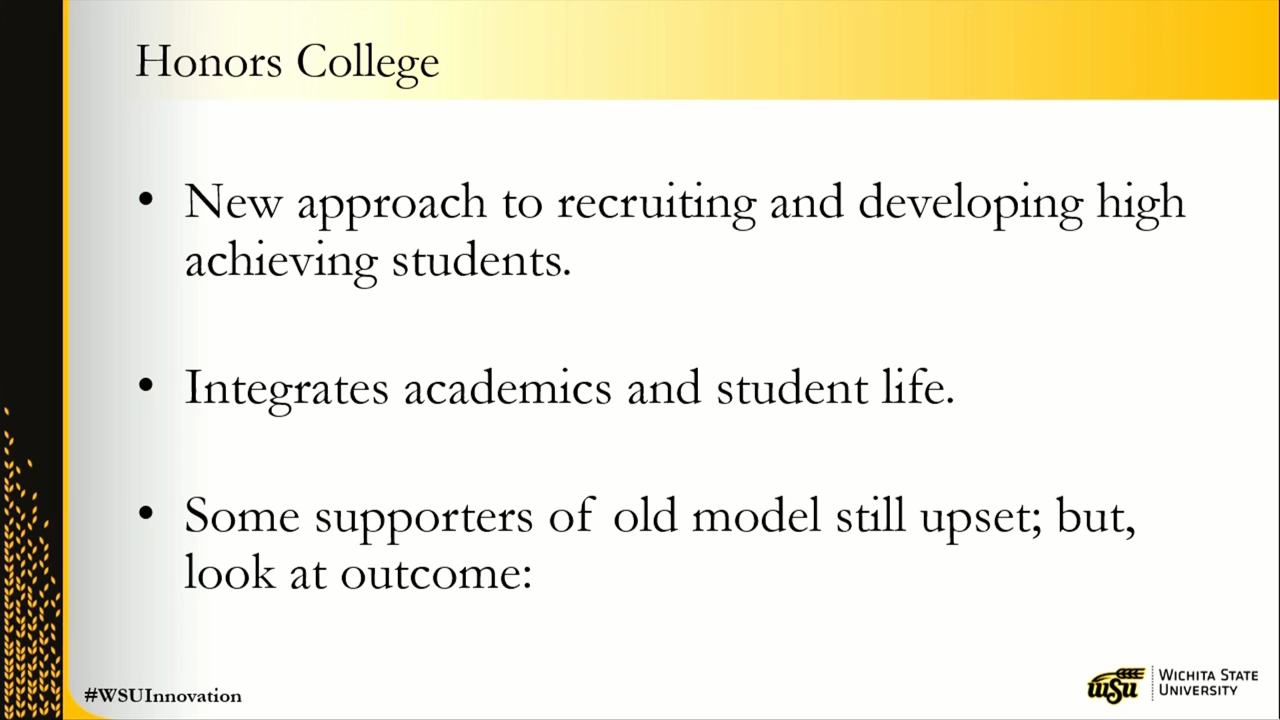 Honors College
• New approach to recruiting and developing high
achieving students.
• Integrates academics and student life.
• Some supporters of old model still upset; but,
look at outcome:
#WSUInnovation
WSU
WICHITA STATE
UNIVERSITY